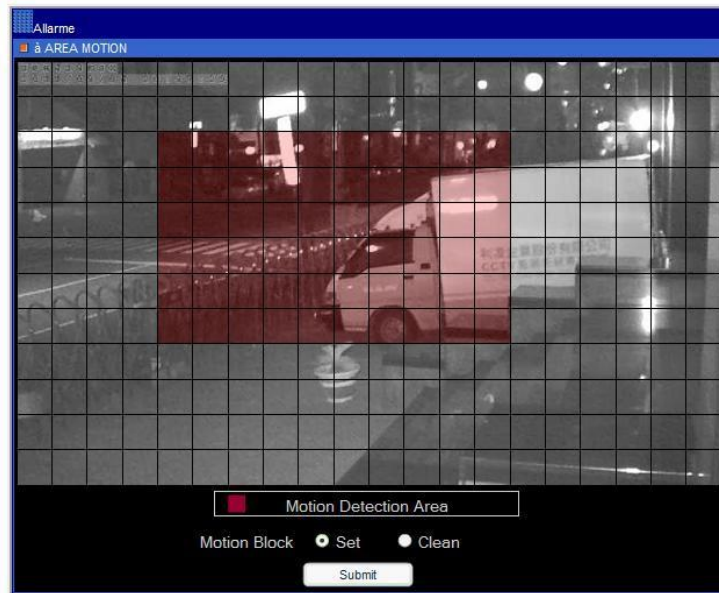 Allarme
à AREA MOTION
Motion Detection Area
Motion Block Set Clean
Submit